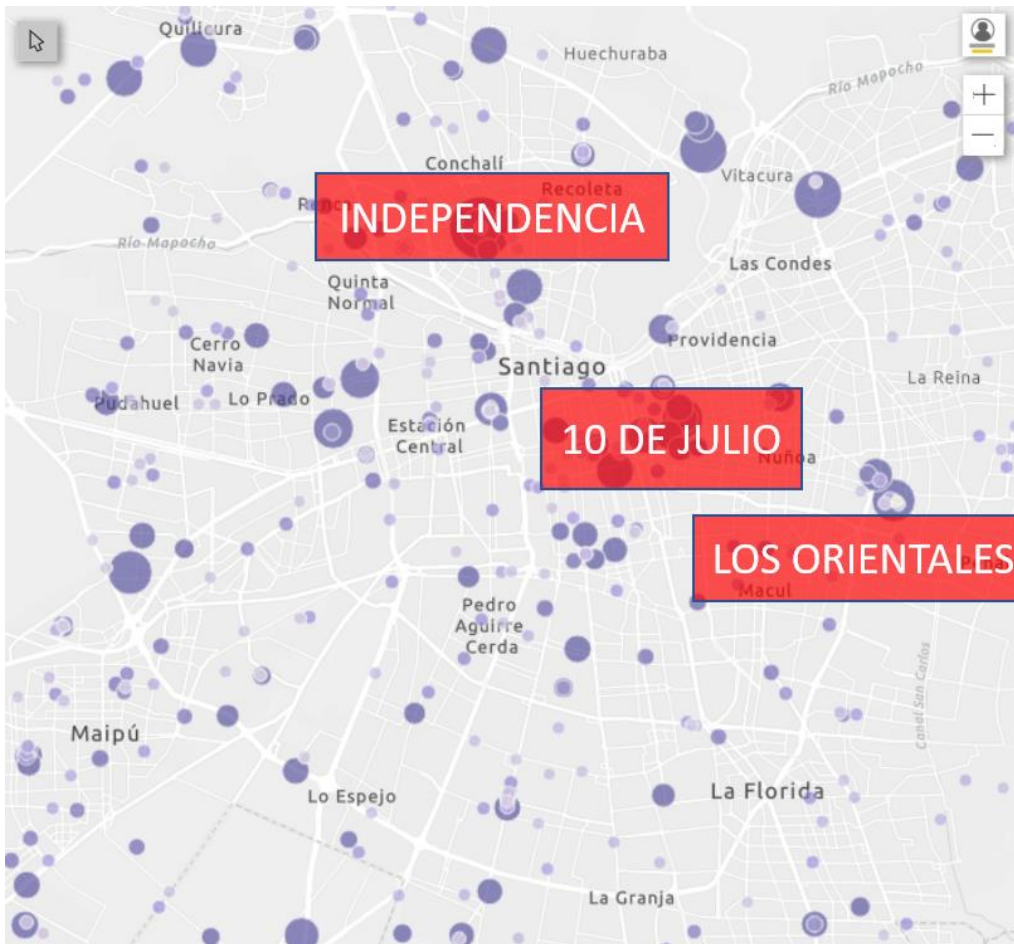 Quilicura
Huechuraba
Río Mapocho
Conchalí
Vitacura
Recoleta
Renca
INDEPENDENCIA
Río Mapocho
Las Condes
Quinta
Normal
Cerro
Navia
Providencia
Santiago
La Reina
Pudahuel
Lo Prado
Estación
Central
10 DE JULIO
Ñuñoa
LOS ORIENTALES
Macul
Pedro
Aguirre
Cerda
Canal San Carlos
Maipú
Lo Espejo
La Florida
La Granja